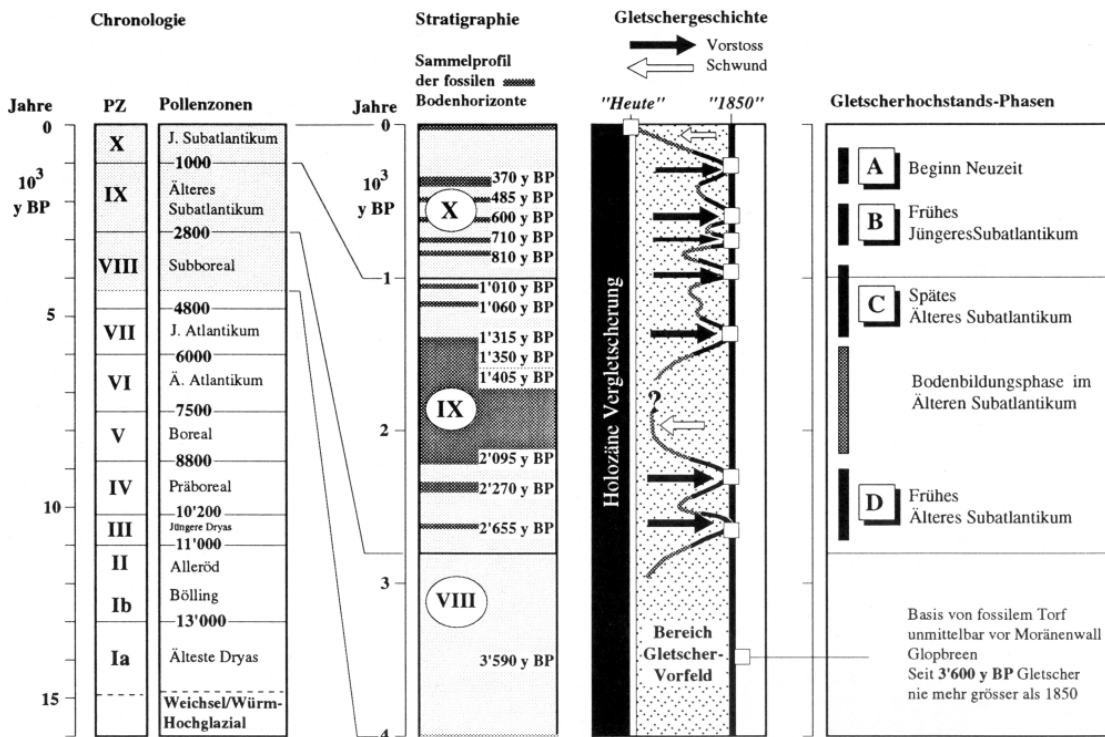 Chronologie
Jahre
PZ
Pollenzonen
0
10³
y BP
5
10
15
X
J. Subatlantikum
1000
IX
Älteres
Subatlantikum
2800
VIII
Subboreal
4800
VII
J. Atlantikum
6000
VI
Ä. Atlantikum
7500
V
Boreal
8800
IV
Präboreal
10'200
III
Jüngere Dryas
11'000
II
Alleröd
Bölling
Ib
13'000
Ia
Älteste Dryas
Weichsel/Würm-
Hochglazial
Stratigraphie
Sammelprofil
der fossilen
Bodenhorizonte
Jahre
0
10³
y BP
1
2
3
4
370 y BP
485 y BP
X
600 y BP
710 y BP
810 y BP
1'010 y BP
1'060 y BP
1'315 y BP
1'350 y BP
1'405 y BP
IX
2'095 y BP
2'270 y BP
2'655 y BP
VIII
3'590 y BP
Gletschergeschichte
Vorstoss
Schwund
"Heute"
"1850"
Holozäne Vergletscherung
?
Bereich
Gletscher-
Vorfeld
Gletscherhochstands-Phasen
A
Beginn Neuzeit
B
Frühes
JüngeresSubatlantikum
C
Spätes
Älteres Subatlantikum
Bodenbildungsphase im
Älteren Subatlantikum
D
Frühes
Älteres Subatlantikum
Basis von fossilem Torf
unmittelbar vor Moränenwall
Glopbreen
Seit 3'600 y BP Gletscher
nie mehr grösser als 1850